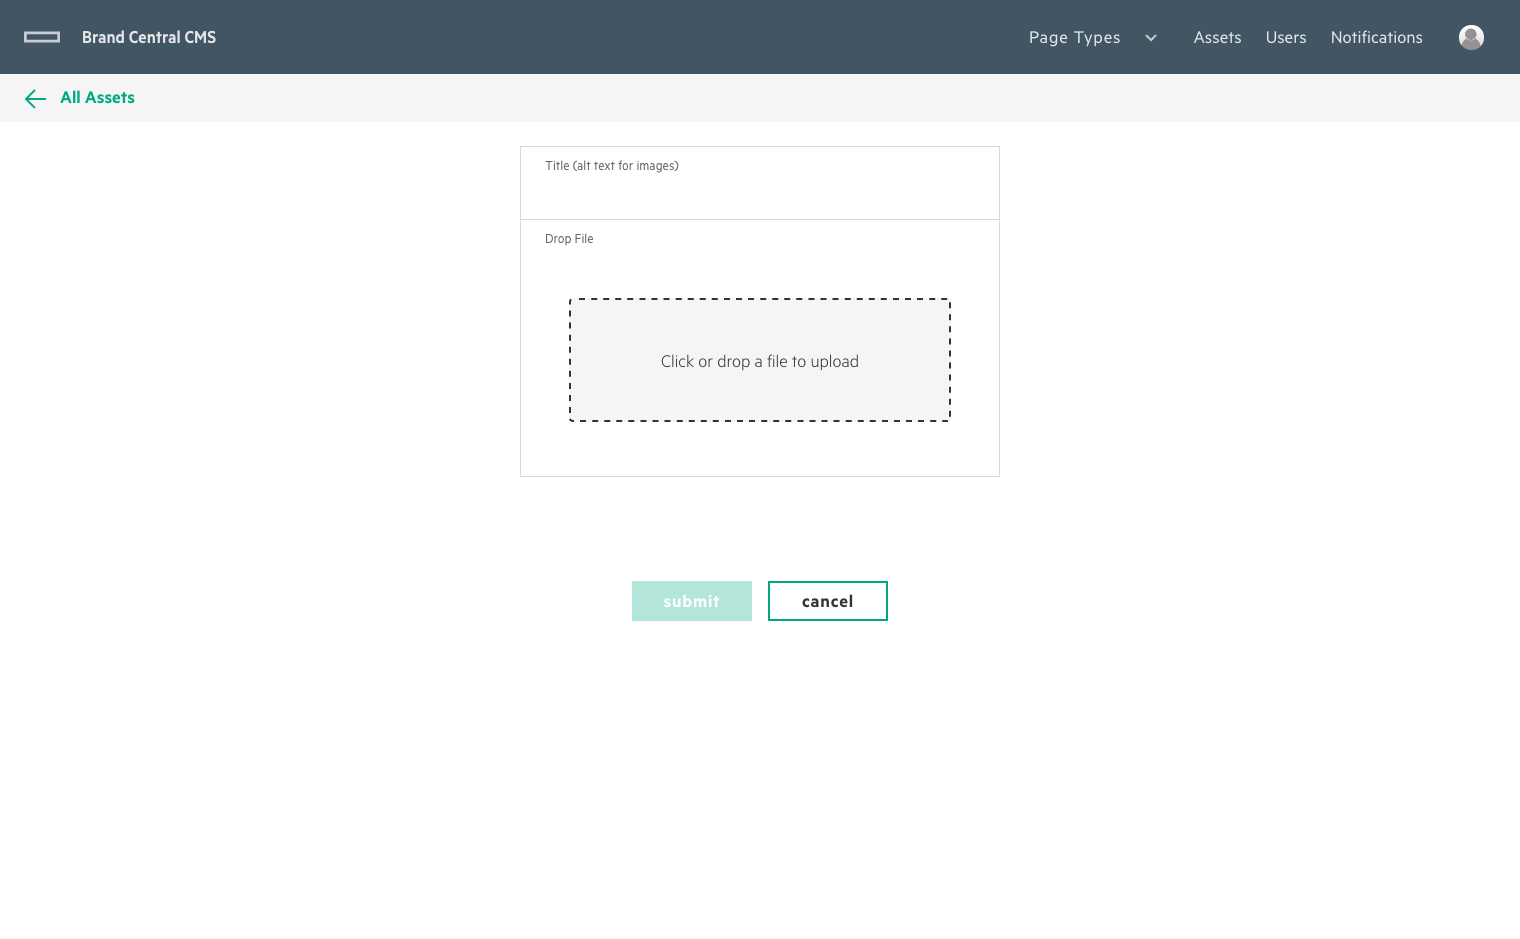 Brand Central CMS
Page Types
Assets
Users
Notifications
All Assets
Title (alt text for images)
Drop File
Click or drop a file to upload
submit
cancel